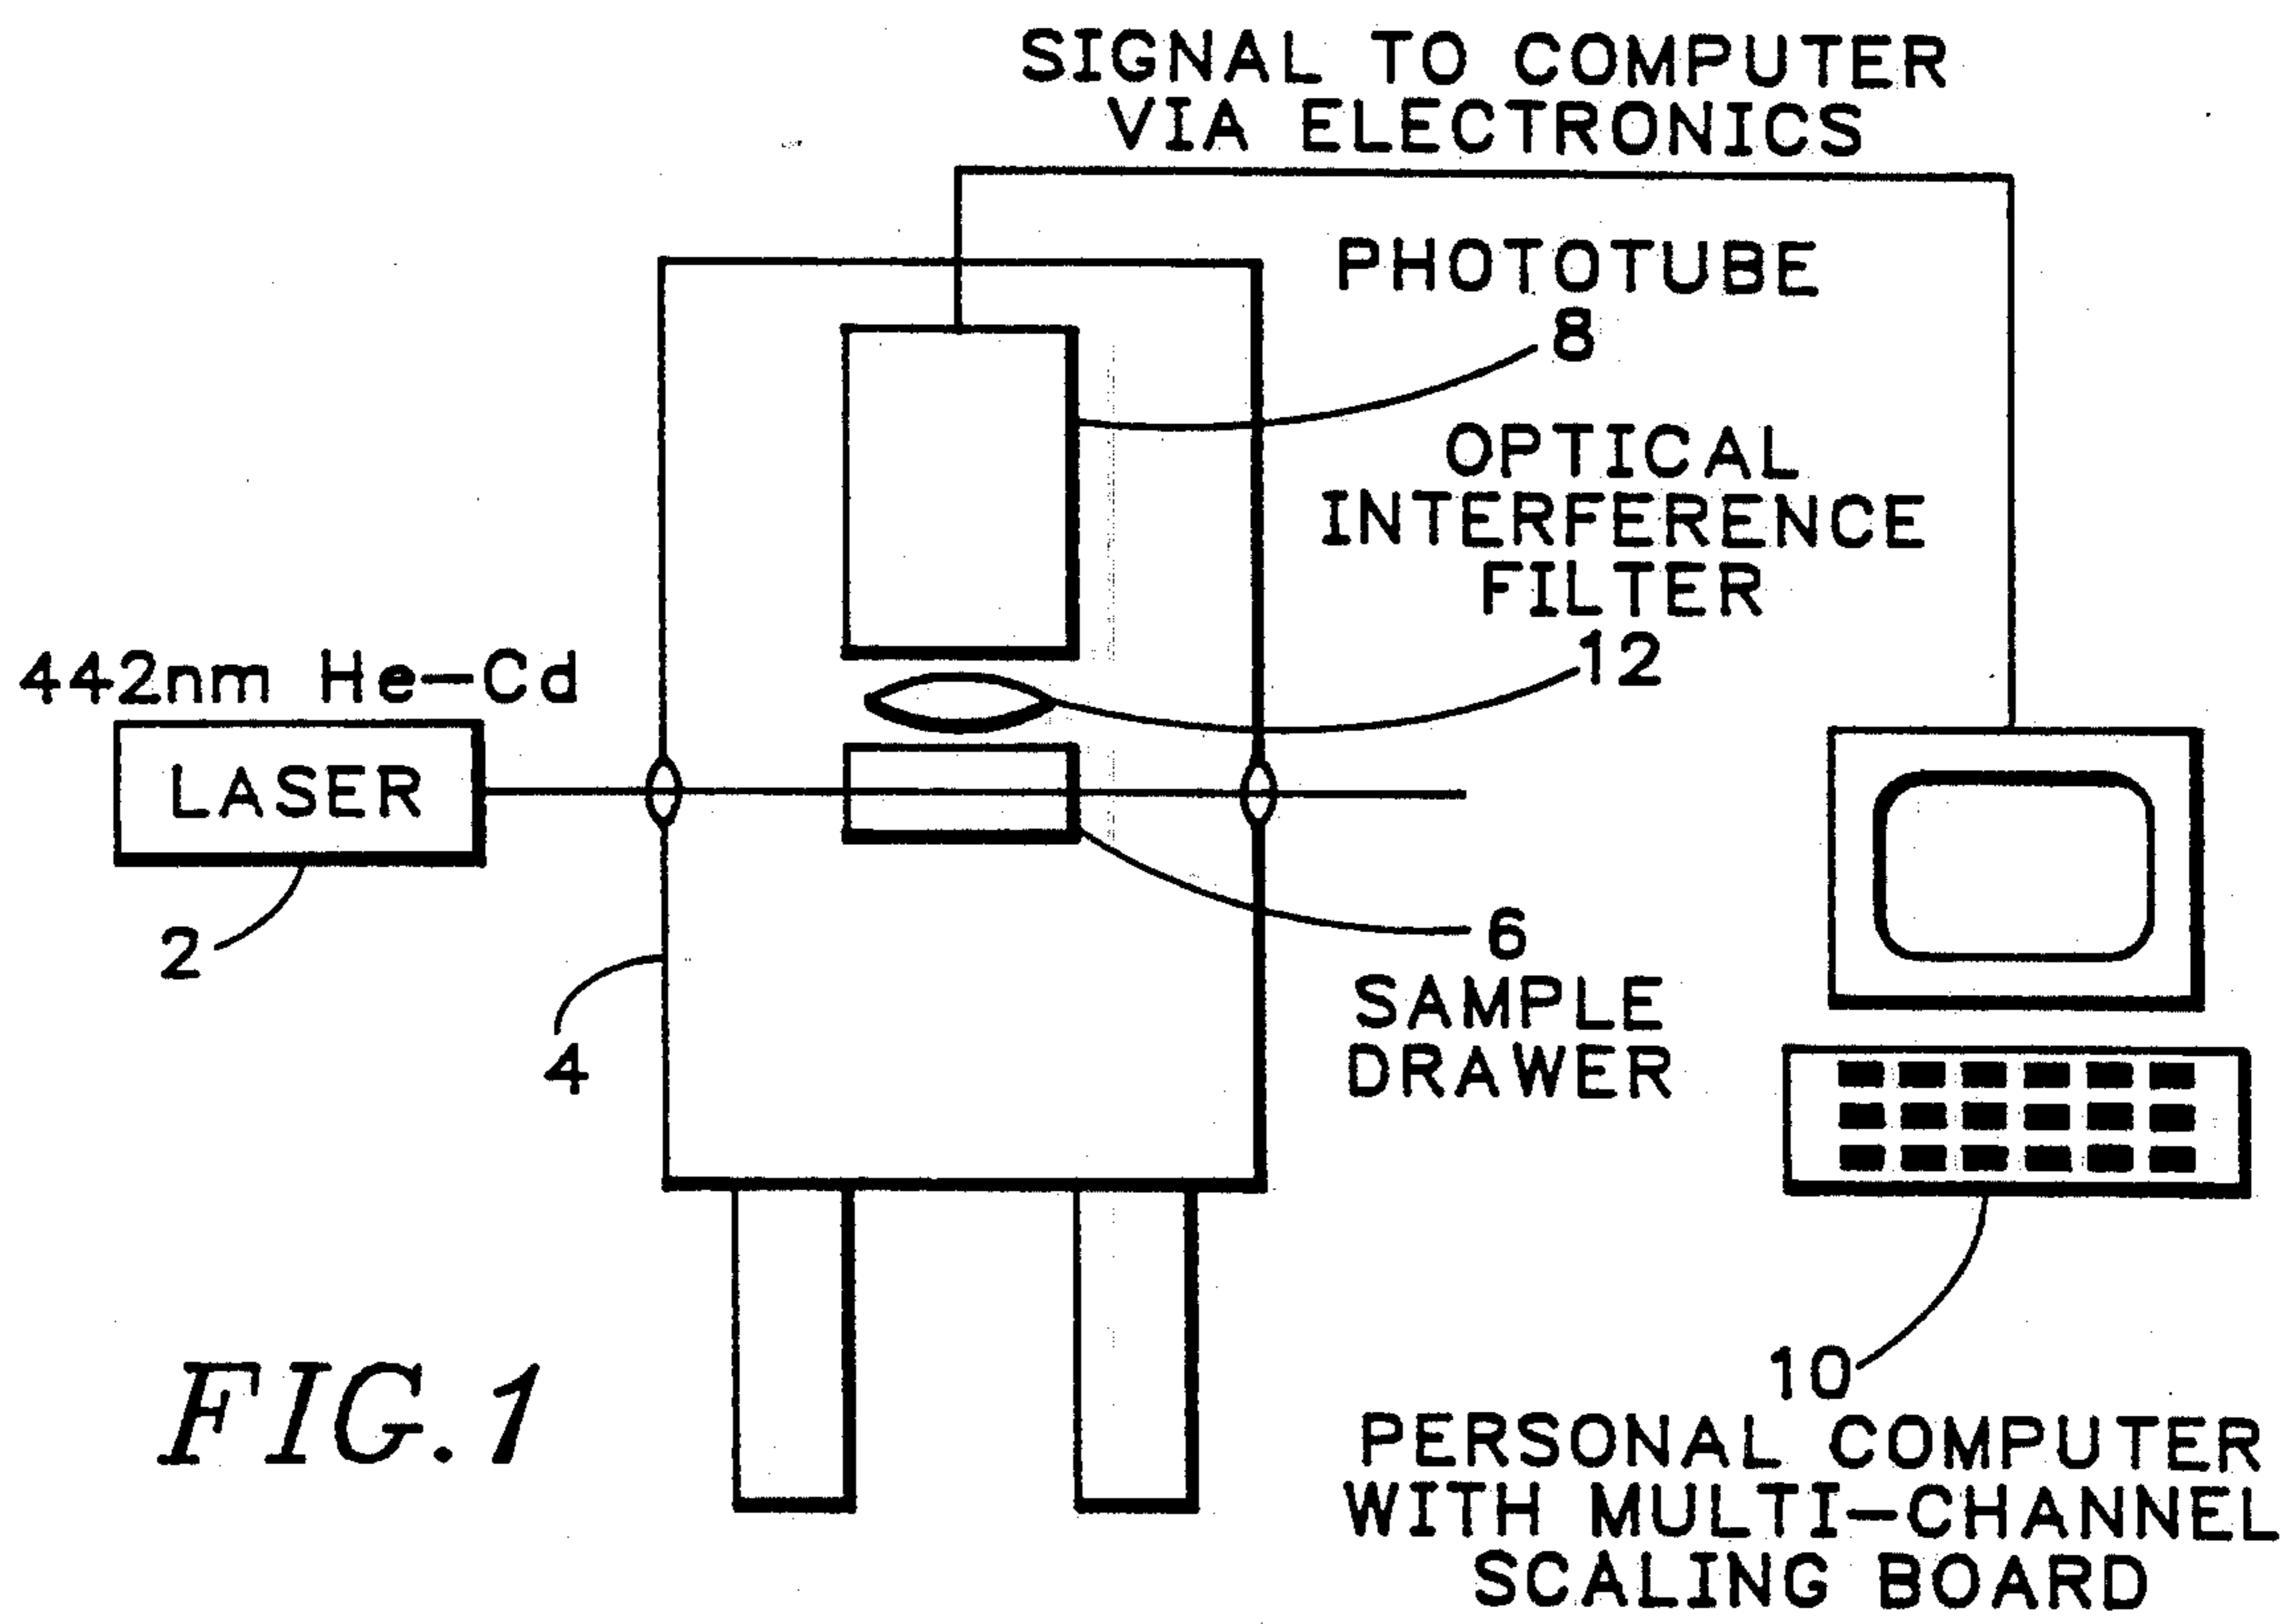 SIGNAL TO COMPUTER
VIA ELECTRONICS
PHOTOTUBE
8
OPTICAL
INTERFERENCE
FILTER
12
442nm He-Cd
LASER
2
4
6
SAMPLE
DRAWER
10
PERSONAL COMPUTER
WITH MULTI-CHANNEL
SCALING BOARD
FIG.1